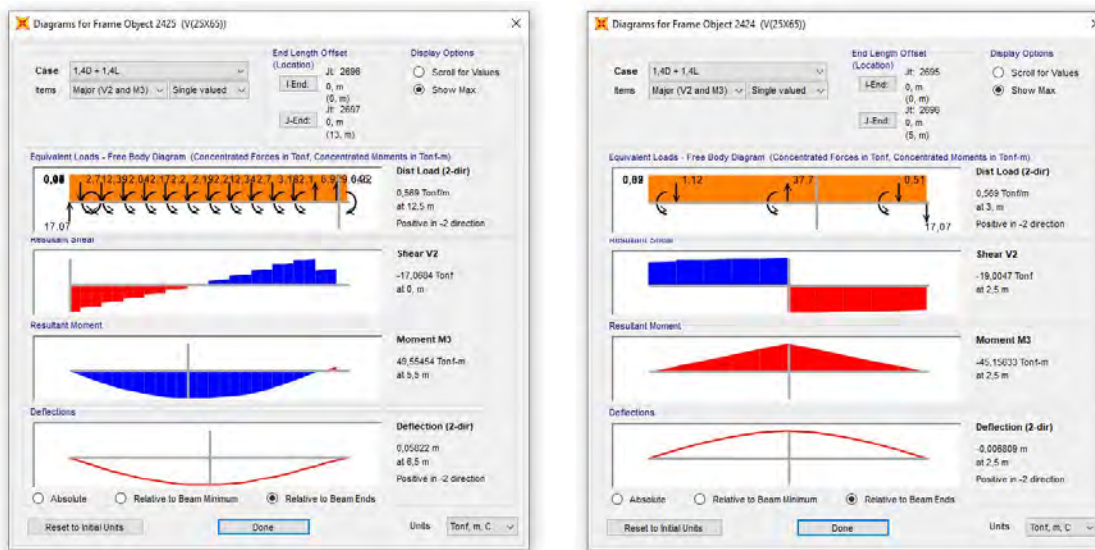 Diagrams for Frame Object 2425 (V(25X65))
End Length Offset
(Location)
Display Options
Case
1,4D + 1,4L
I-End:
Jt: 2696
0, m
(0, m)
Scroll for Values
Items
Major (V2 and M3)
Single valued
Show Max
J-End:
Jt: 2697
0, m
(13, m)
Equivalent Loads - Free Body Diagram (Concentrated Forces in Tonf, Concentrated Moments in Tonf-m)
Dist Load (2-dir)
17,07
0,569 Tonf/m
at 12,5 m
Positive in -2 direction
Resultant Shear
Shear V2
-17,0684 Tonf
at 0, m
Resultant Moment
Moment M3
49,55454 Tonf-m
at 5,5 m
Deflections
Deflection (2-dir)
0,05822 m
at 6,5 m
Positive in -2 direction
Absolute
Relative to Beam Minimum
Relative to Beam Ends
Reset to Initial Units
Done
Units
Tonf, m, C
Diagrams for Frame Object 2424 (V(25X65))
End Length Offset
(Location)
Display Options
Case
1,4D + 1,4L
I-End:
Jt: 2695
0, m
(0, m)
Scroll for Values
Items
Major (V2 and M3)
Single valued
Show Max
J-End:
Jt: 2696
0, m
(5, m)
Equivalent Loads - Free Body Diagram (Concentrated Forces in Tonf, Concentrated Moments in Tonf-m)
1,12
37,7
0,51
17,07
Dist Load (2-dir)
0,569 Tonf/m
at 3, m
Positive in -2 direction
Resultant Shear
Shear V2
-19,0047 Tonf
at 2,5 m
Resultant Moment
Moment M3
-45,15633 Tonf-m
at 2,5 m
Deflections
Deflection (2-dir)
-0,006809 m
at 2,5 m
Positive in -2 direction
Absolute
Relative to Beam Minimum
Relative to Beam Ends
Reset to Initial Units
Done
Units
Tonf, m, C